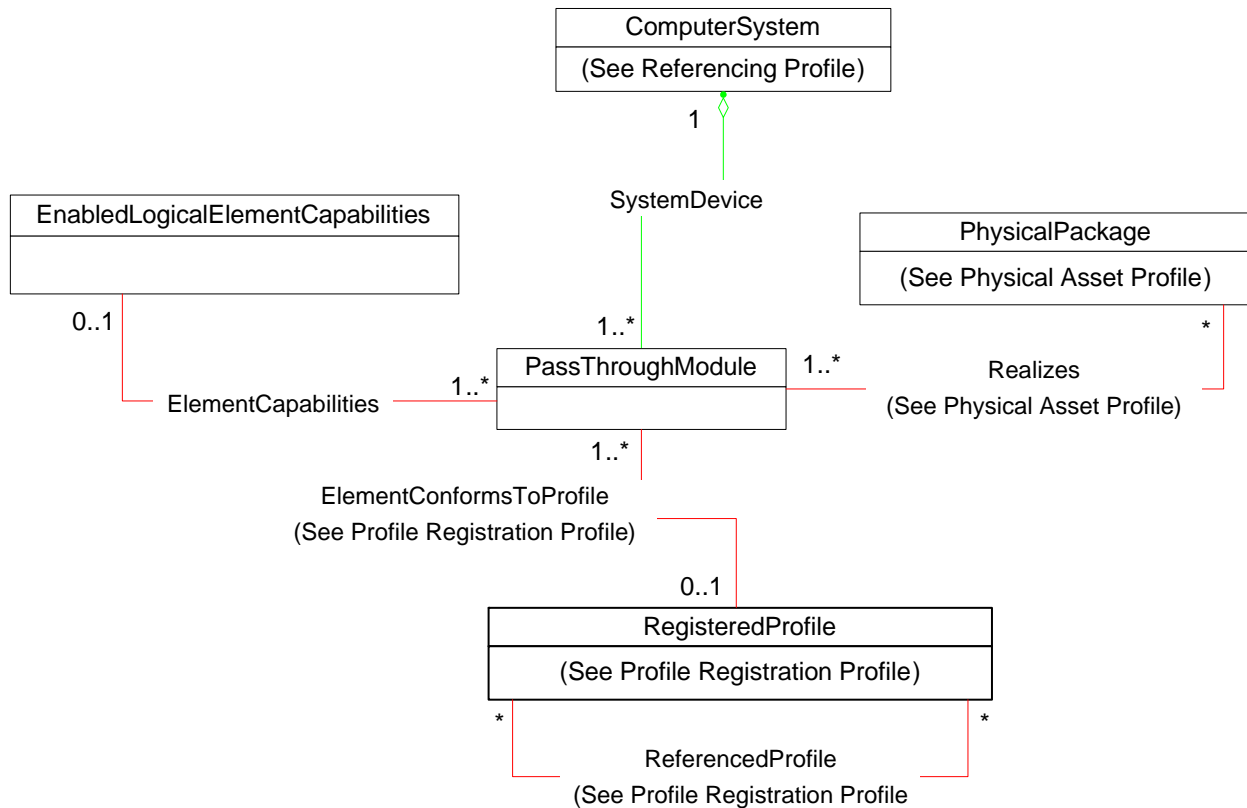 ComputerSystem
(See Referencing Profile)
1
SystemDevice
EnabledLogicalElementCapabilities
PhysicalPackage
(See Physical Asset Profile)
0..1
*
1..*
PassThroughModule
1..*
Realizes
(See Physical Asset Profile)
1..*
ElementCapabilities
1..*
ElementConformsToProfile
(See Profile Registration Profile)
0..1
RegisteredProfile
(See Profile Registration Profile)
*
*
ReferencedProfile
(See Profile Registration Profile